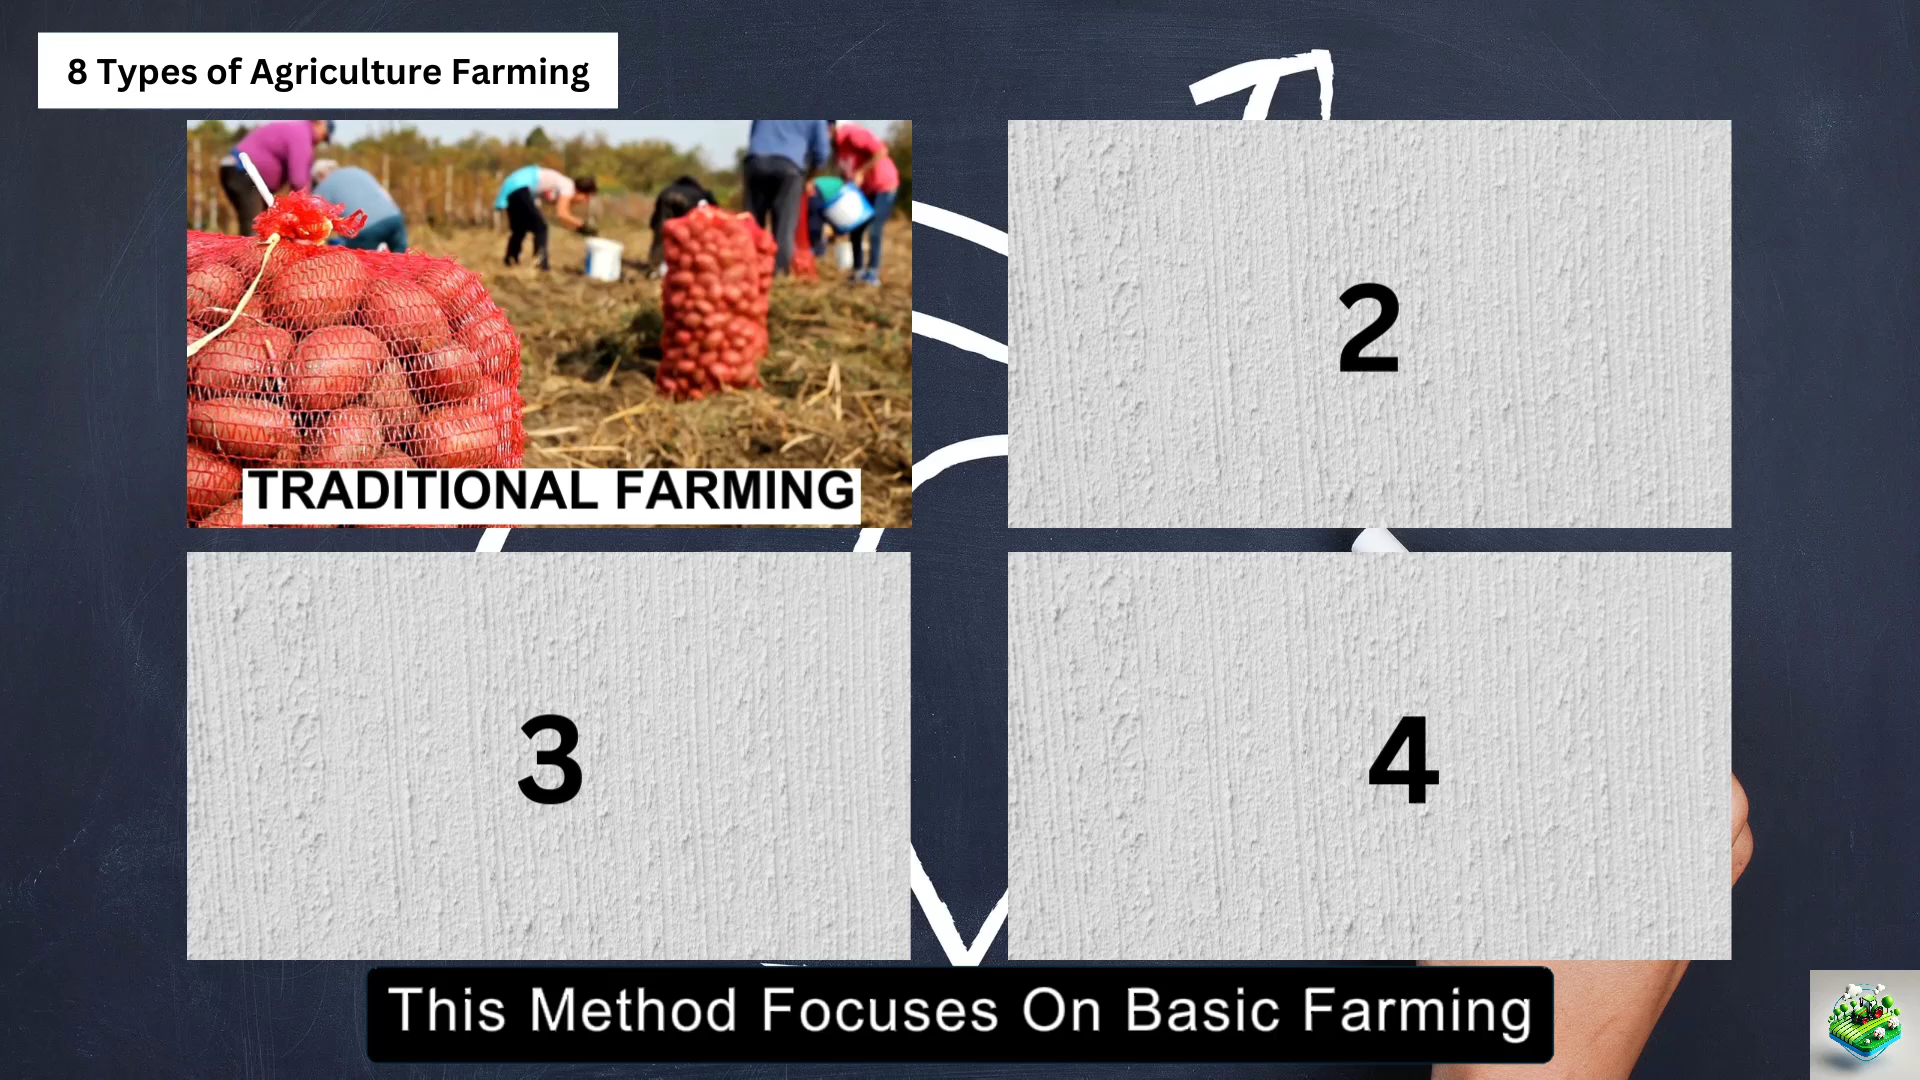 8 Types of Agriculture Farming
TRADITIONAL FARMING
2
3
4
This Method Focuses On Basic Farming